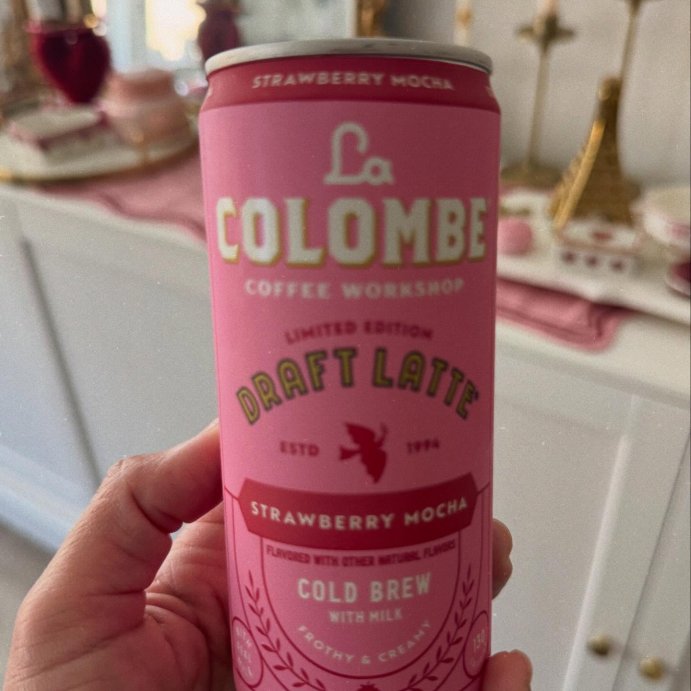 STRAWBERRY MOCHA
La
COLOMBE
COFFEE WORKSHOP
LIMITED EDITION
DRAFT LATTE
ESTD 1994
STRAWBERRY MOCHA
FLAVORED WITH OTHER NATURAL FLAVORS
COLD BREW
WITH MILK
FROTHY & CREAMY